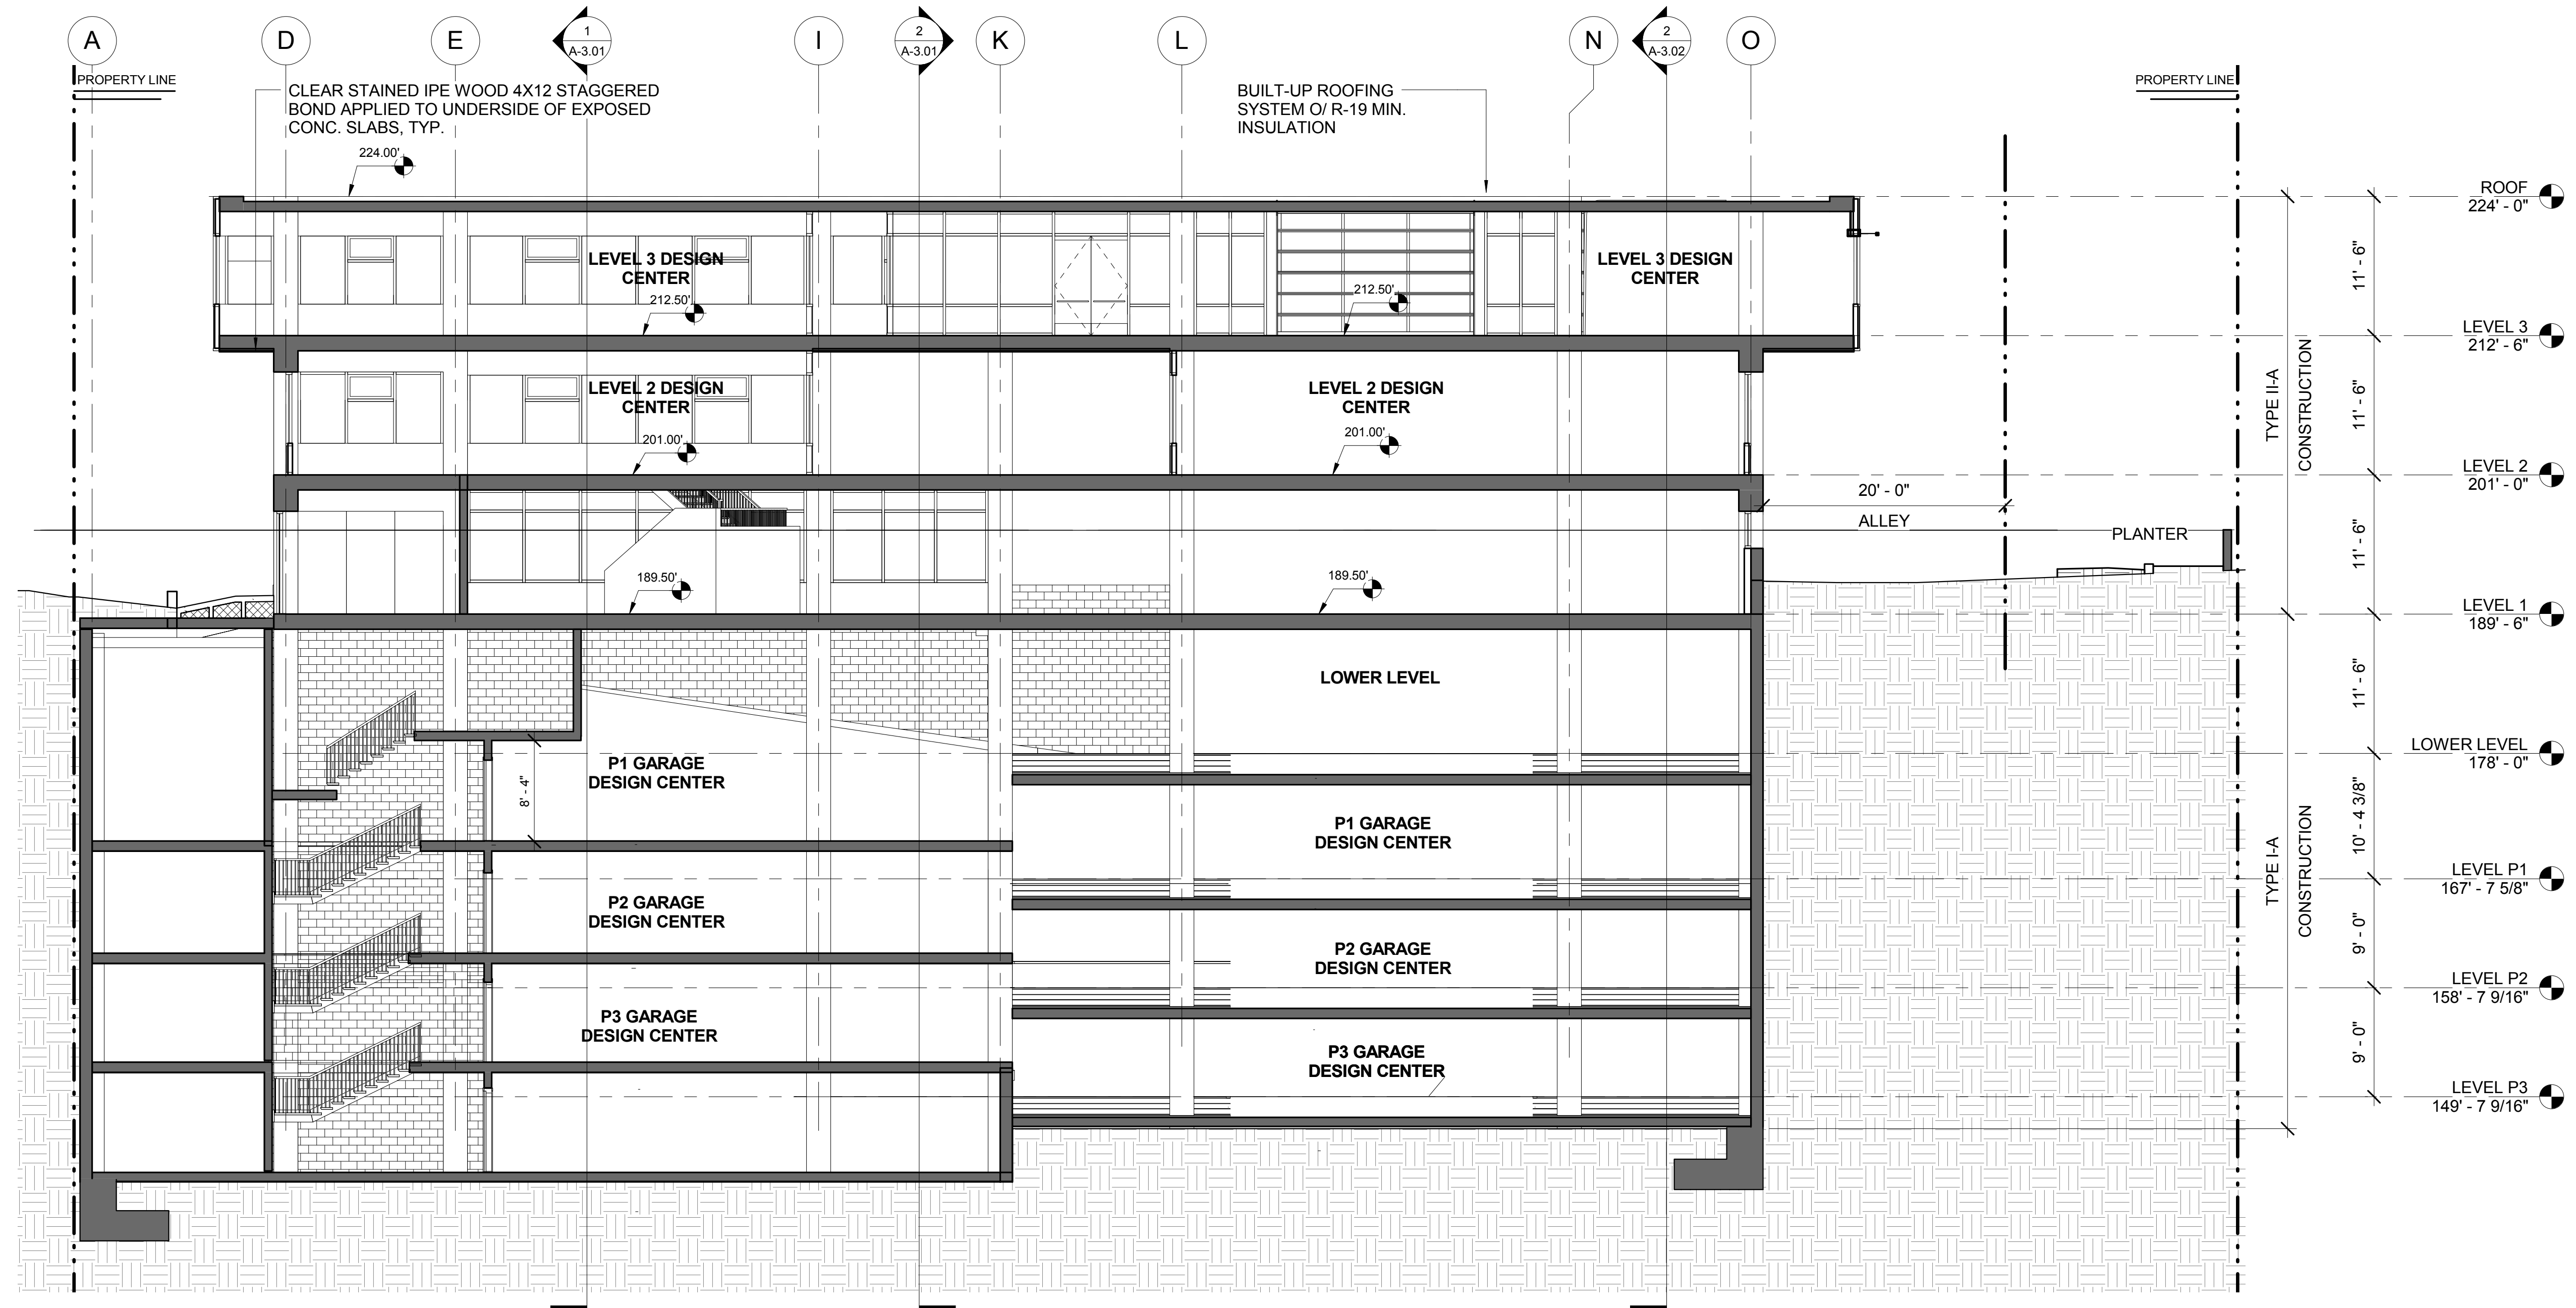 A
D
E
1
A-3.01
I
2
A-3.01
K
L
N
2
A-3.02
O
PROPERTY LINE
PROPERTY LINE
CLEAR STAINED IPE WOOD 4X12 STAGGERED
BOND APPLIED TO UNDERSIDE OF EXPOSED
CONC. SLABS, TYP.
BUILT-UP ROOFING
SYSTEM O/ R-19 MIN.
INSULATION
224.00'
ROOF
224' - 0"
LEVEL 3 DESIGN
CENTER
212.50'
212.50'
LEVEL 3 DESIGN
CENTER
11' - 6"
LEVEL 3
212' - 6"
LEVEL 2 DESIGN
CENTER
201.00'
LEVEL 2 DESIGN
CENTER
201.00'
TYPE II-A
CONSTRUCTION
11' - 6"
LEVEL 2
201' - 0"
20' - 0"
ALLEY
PLANTER
11' - 6"
189.50'
189.50'
LEVEL 1
189' - 6"
LOWER LEVEL
11' - 6"
LOWER LEVEL
178' - 0"
P1 GARAGE
DESIGN CENTER
8' - 4"
P1 GARAGE
DESIGN CENTER
TYPE I-A
CONSTRUCTION
10' - 4 3/8"
LEVEL P1
167' - 7 5/8"
P2 GARAGE
DESIGN CENTER
P2 GARAGE
DESIGN CENTER
9' - 0"
LEVEL P2
158' - 7 9/16"
P3 GARAGE
DESIGN CENTER
P3 GARAGE
DESIGN CENTER
9' - 0"
LEVEL P3
149' - 7 9/16"